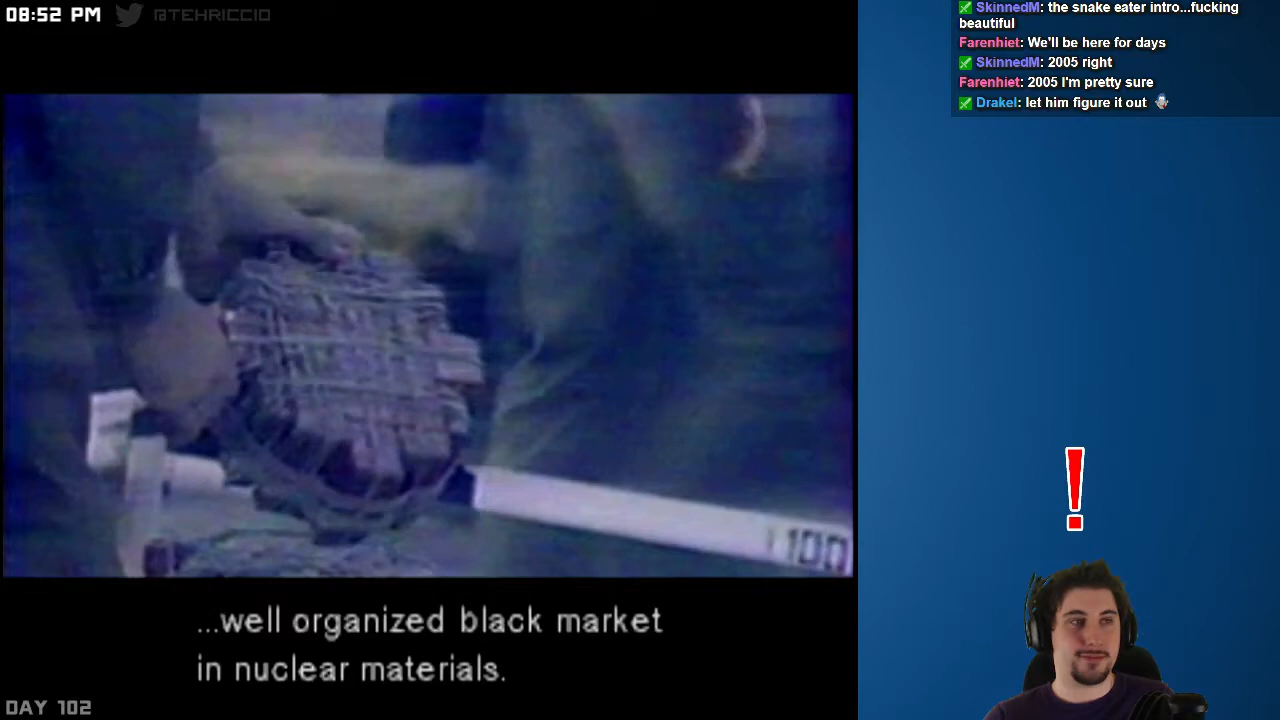 08:52 PM @TEHRICCIO
SkinnedM: the snake eater intro...fucking
beautiful
Farenhiet: We'll be here for days
SkinnedM: 2005 right
Farenhiet: 2005 I'm pretty sure
Drakel: let him figure it out
100
!
...well organized black market
in nuclear materials.
DAY 102